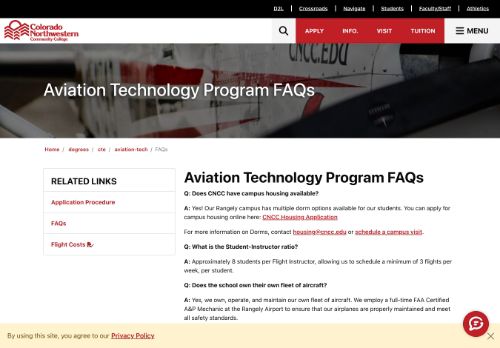 D2L | Crossroads | Navigate | Students | Faculty/Staff | Athletics
Colorado
Northwestern
Community College
APPLY INFO. VISIT TUITION MENU
CNCC.EDU
Aviation Technology Program FAQs
Home / degrees / cte / aviation-tech / FAQs
RELATED LINKS
Application Procedure
FAQs
Flight Costs
Aviation Technology Program FAQs
Q: Does CNCC have campus housing available?
A: Yes! Our Rangely campus has multiple dorm options available for our students. You can apply for
campus housing online here: CNCC Housing Application
For more information on Dorms, contact housing@cncc.edu or schedule a campus visit.
Q: What is the Student-Instructor ratio?
A: Approximately 8 students per Flight Instructor, allowing us to schedule a minimum of 3 flights per
week, per student.
Q: Does the school own their own fleet of aircraft?
A: Yes, we own, operate, and maintain our own fleet of aircraft. We employ a full-time FAA Certified
A&P Mechanic at the Rangely Airport to ensure that our airplanes are properly maintained and meet
all safety standards.
By using this site, you agree to our Privacy Policy